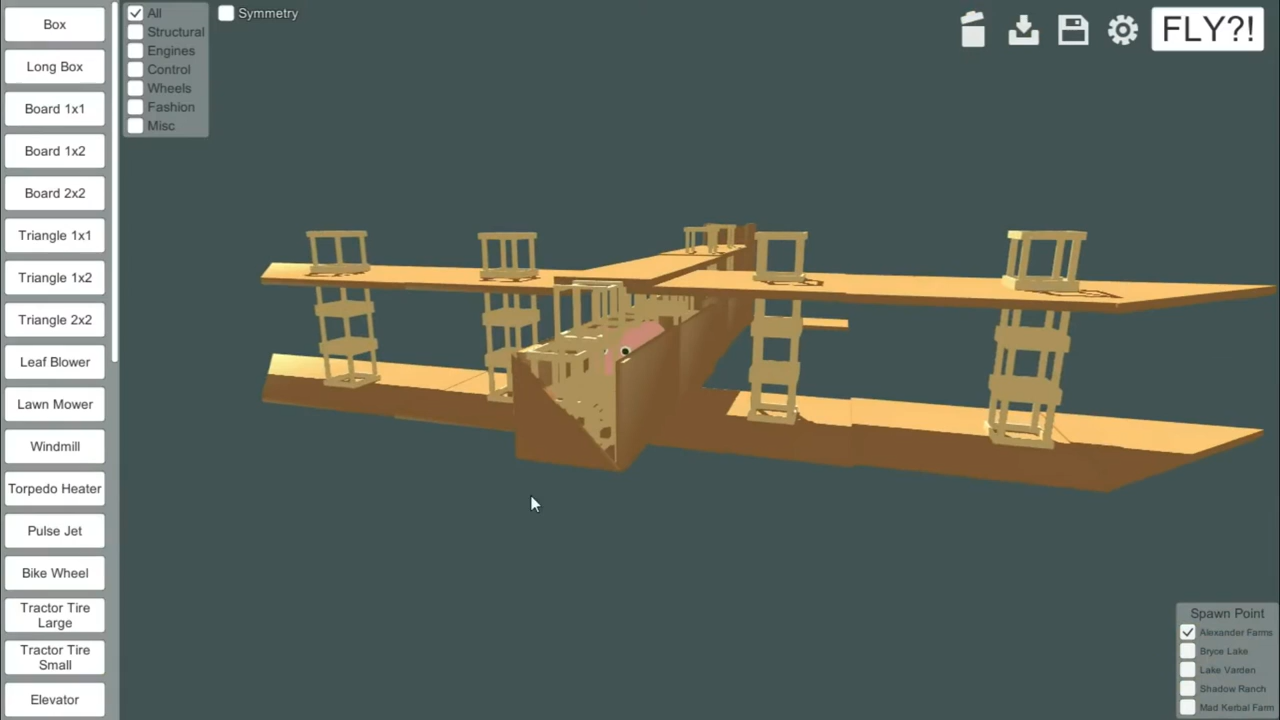 Box
Long Box
Board 1x1
Board 1x2
Board 2x2
Triangle 1x1
Triangle 1x2
Triangle 2x2
Leaf Blower
Lawn Mower
Windmill
Torpedo Heater
Pulse Jet
Bike Wheel
Tractor Tire
Large
Tractor Tire
Small
Elevator
All
Structural
Engines
Control
Wheels
Fashion
Misc
Symmetry
FLY?!
Spawn Point
Alexander Farms
Bryce Lake
Lake Varden
Shadow Ranch
Mad Kerbal Farm